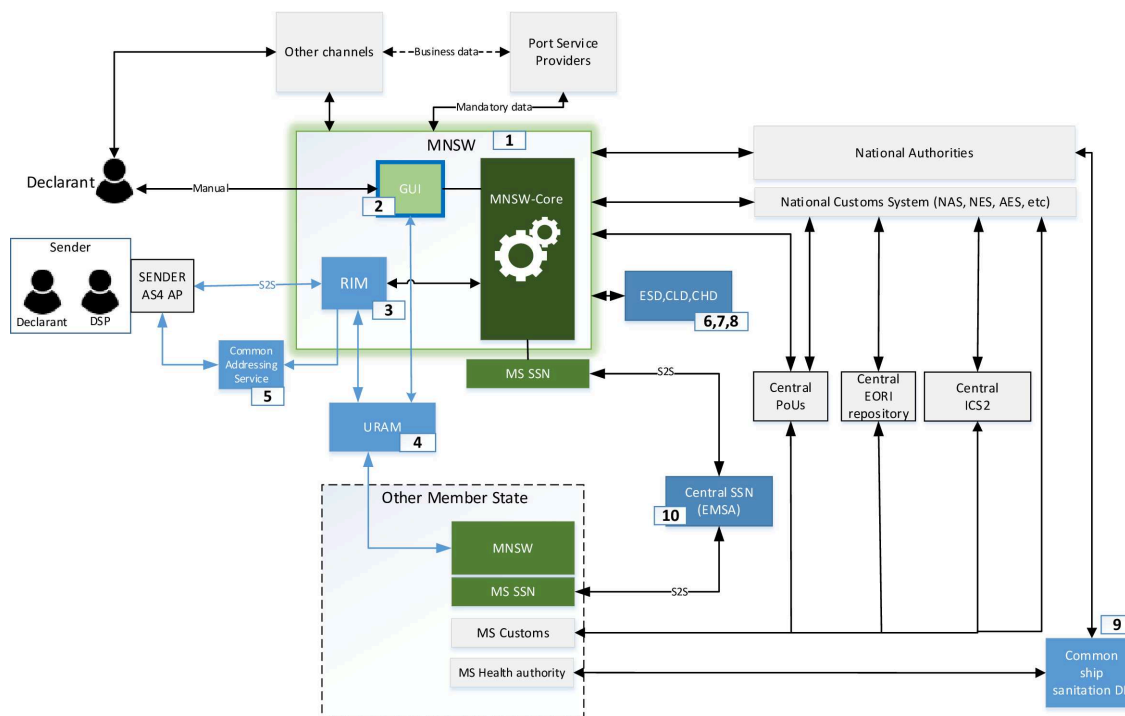 Other channels
Business data
Port Service
Providers
Mandatory data
1
MNSW
National Authorities
Declarant
Manual
GUI
2
MNSW-Core
National Customs System (NAS, NES, AES, etc)
Sender
Declarant
DSP
SENDER
AS4 AP
S2S
RIM
3
ESD,CLD,CHD
6,7,8
Common
Addressing
Service
5
MS SSN
S2S
Central
PoUs
Central
EORI
repository
Central
ICS2
URAM
4
Other Member State
Central SSN
(EMSA)
10
MNSW
MS SSN
S2S
MS Customs
9
MS Health authority
Common
ship
sanitation